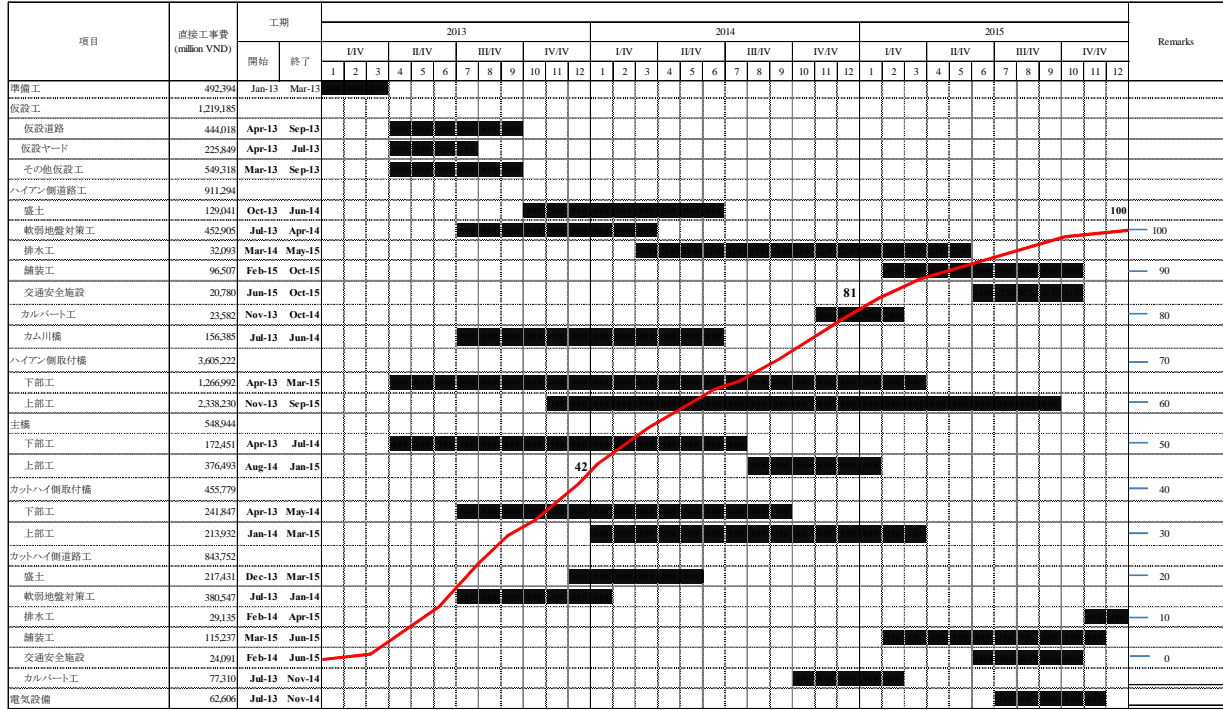 項目 直接工事費 (million VND) 工期 Remarks
2013 2014 2015
開始 終了
I/IV II/IV III/IV IV/IV I/IV II/IV III/IV IV/IV I/IV II/IV III/IV IV/IV
1 2 3 4 5 6 7 8 9 10 11 12 1 2 3 4 5 6 7 8 9 10 11 12 1 2 3 4 5 6 7 8 9 10 11 12
準備工 492,394 Jan-13 Mar-13
仮設工 1,219,185
仮設道路 444,018 Apr-13 Sep-13
仮設ヤード 225,849 Apr-13 Jul-13
その他仮設工 549,318 Mar-13 Sep-13
ハイアン側道路工 911,294
盛土 129,041 Oct-13 Jun-14 100
軟弱地盤対策工 452,905 Jul-13 Apr-14 100
排水工 32,093 Mar-14 May-15
舗装工 96,507 Feb-15 Oct-15 90
交通安全施設 20,780 Jun-15 Oct-15 81
カルバート工 23,582 Nov-13 Oct-14 80
カム川橋 156,385 Jul-13 Jun-14
ハイアン側取付橋 3,605,222 70
下部工 1,266,992 Apr-13 Mar-15
上部工 2,338,230 Nov-13 Sep-15 60
主橋 548,944
下部工 172,451 Apr-13 Jul-14 50
上部工 376,493 Aug-14 Jan-15 42
カットハイ側取付橋 455,779 40
下部工 241,847 Apr-13 May-14
上部工 213,932 Jan-14 Mar-15 30
カットハイ側道路工 843,752
盛土 217,431 Dec-13 Mar-15 20
軟弱地盤対策工 380,547 Jul-13 Jan-14
排水工 29,135 Feb-14 Apr-15 10
舗装工 115,237 Mar-15 Jun-15
交通安全施設 24,091 Feb-14 Jun-15 0
カルバート工 77,310 Jul-13 Nov-14
電気設備 62,606 Jul-13 Nov-14